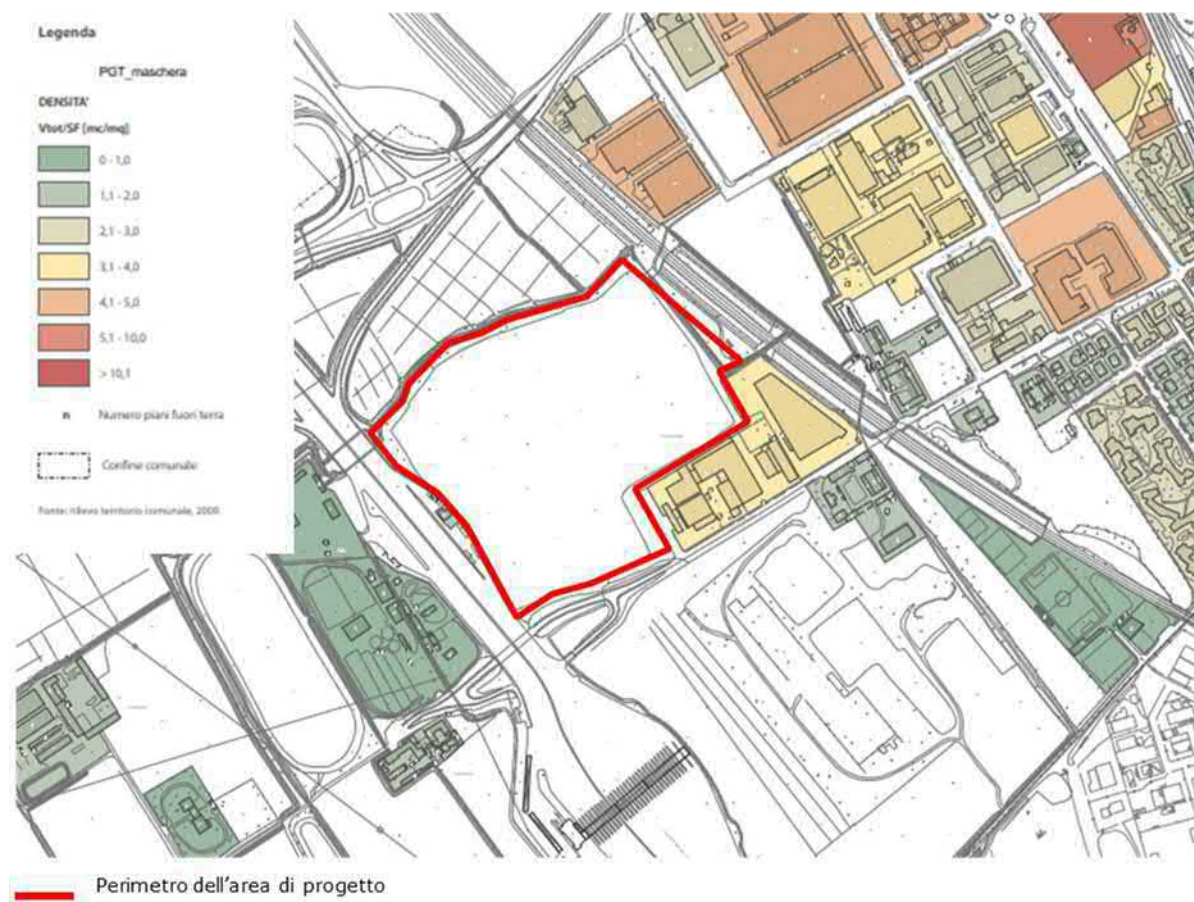 Legenda
PGT_maschera
DENSITA'
Vtot/SF [mc/mq]
0 - 1,0
1,1 - 2,0
2,1 - 3,0
3,1 - 4,0
4,1 - 5,0
5,1 - 10,0
> 10,1
n Numero piani fuori terra
Confine comunale
Fonte: rilievo territorio comunale, 2009
Perimetro dell'area di progetto